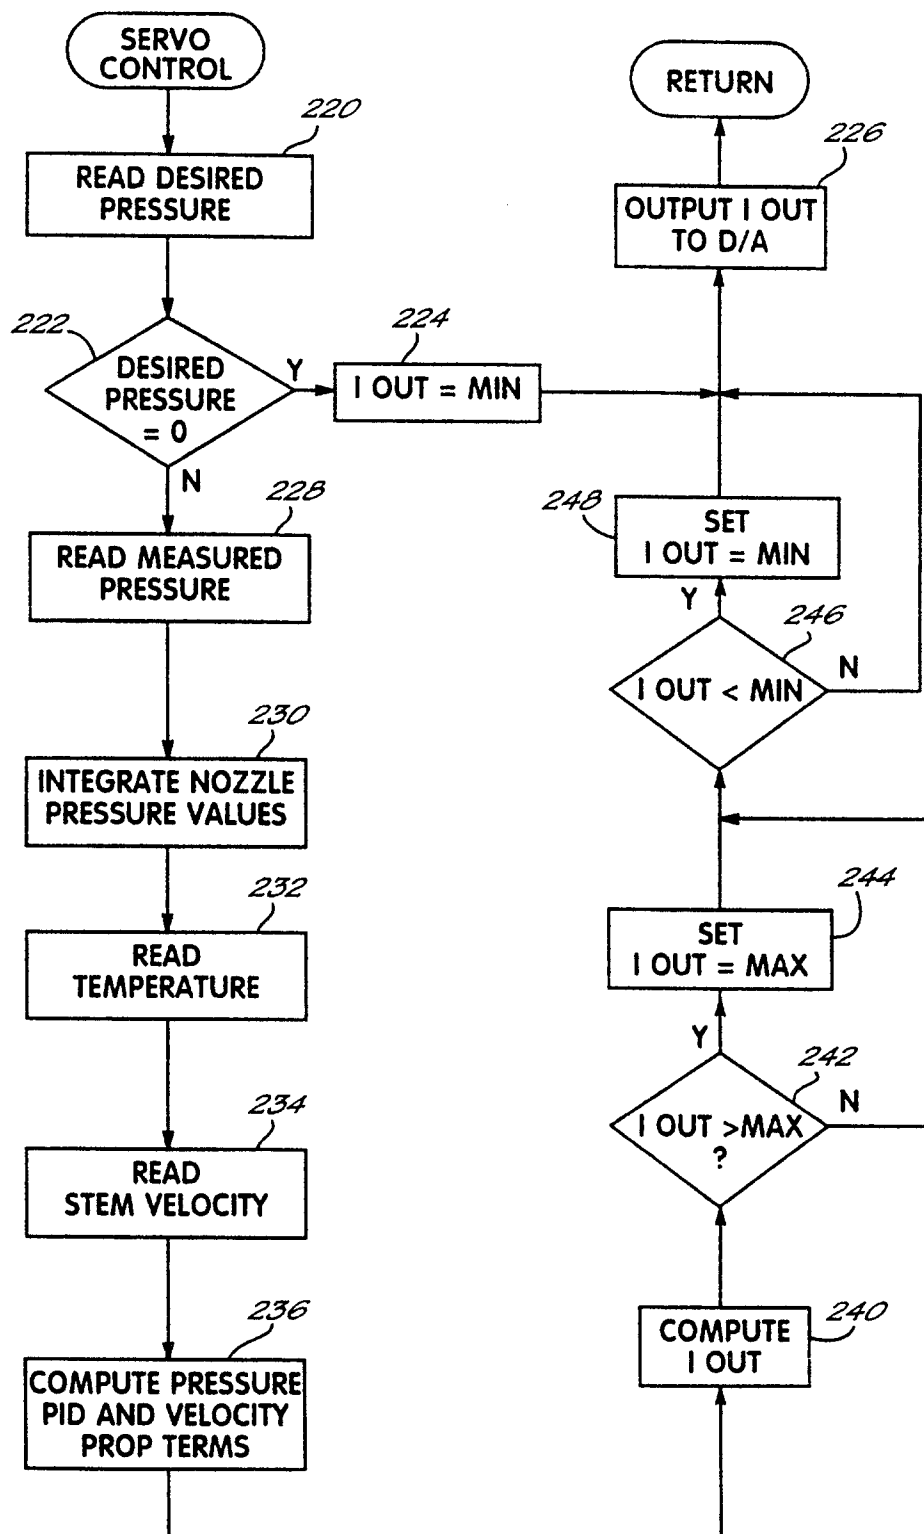 SERVO
CONTROL
220
READ DESIRED
PRESSURE
222
DESIRED
PRESSURE
= 0
Y
N
224
I OUT = MIN
228
READ MEASURED
PRESSURE
230
INTEGRATE NOZZLE
PRESSURE VALUES
232
READ
TEMPERATURE
234
READ
STEM VELOCITY
236
COMPUTE PRESSURE
PID AND VELOCITY
PROP TERMS
RETURN
226
OUTPUT I OUT
TO D/A
248
SET
I OUT = MIN
Y
246
I OUT < MIN
N
244
SET
I OUT = MAX
Y
242
I OUT >MAX
?
N
240
COMPUTE
I OUT